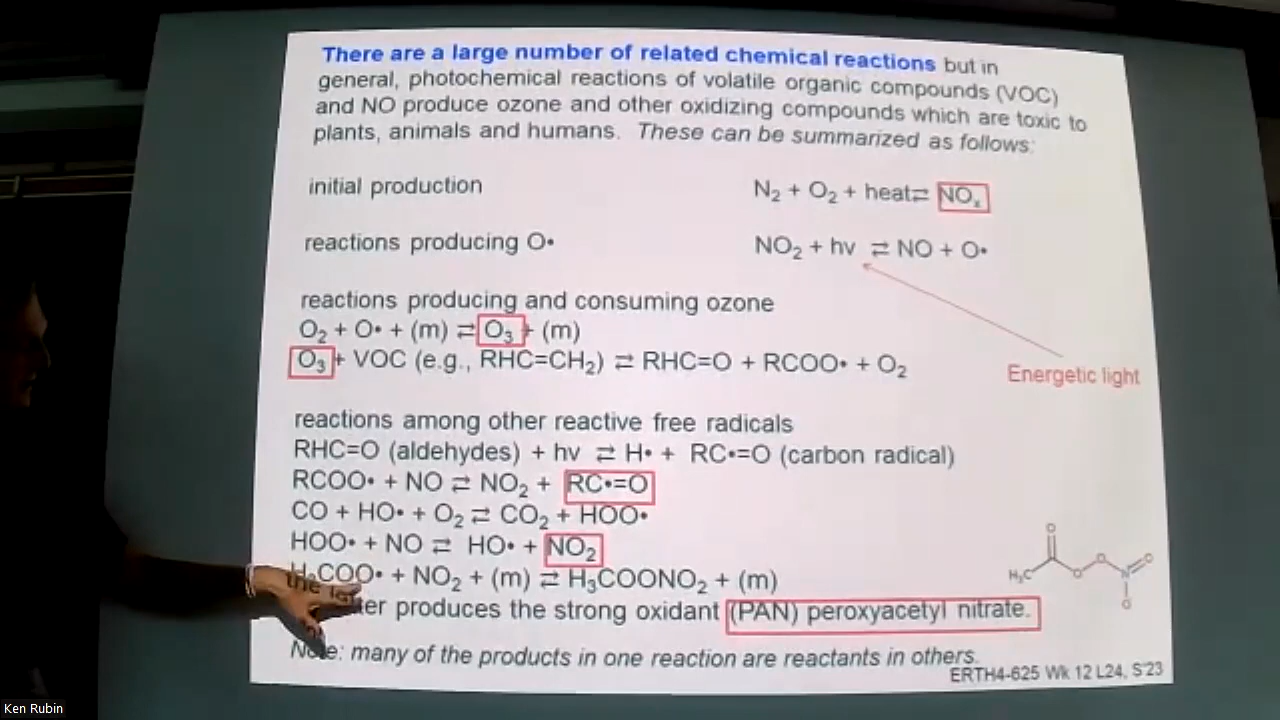 There are a large number of related chemical reactions but in
general, photochemical reactions of volatile organic compounds (VOC)
and NO produce ozone and other oxidizing compounds which are toxic to
plants, animals and humans. These can be summarized as follows:
initial production N₂ + O₂ + heat⇄ NOₓ
reactions producing O• NO₂ + hv ⇄ NO + O•
reactions producing and consuming ozone
O₂ + O• + (m) ⇄ O₃ + (m)
O₃ + VOC (e.g., RHC=CH₂) ⇄ RHC=O + RCOO• + O₂
Energetic light
reactions among other reactive free radicals
RHC=O (aldehydes) + hv ⇄ H• + RC•=O (carbon radical)
RCOO• + NO ⇄ NO₂ + RC•=O
CO + HO• + O₂ ⇄ CO₂ + HOO•
HOO• + NO ⇄ HO• + NO₂
H₃COO• + NO₂ + (m) ⇄ H₃COONO₂ + (m)
the latter produces the strong oxidant (PAN) peroxyacetyl nitrate.
O
H₃C O O N O
O
Note: many of the products in one reaction are reactants in others.
ERTH4-625 Wk 12 L24, S'23
Ken Rubin